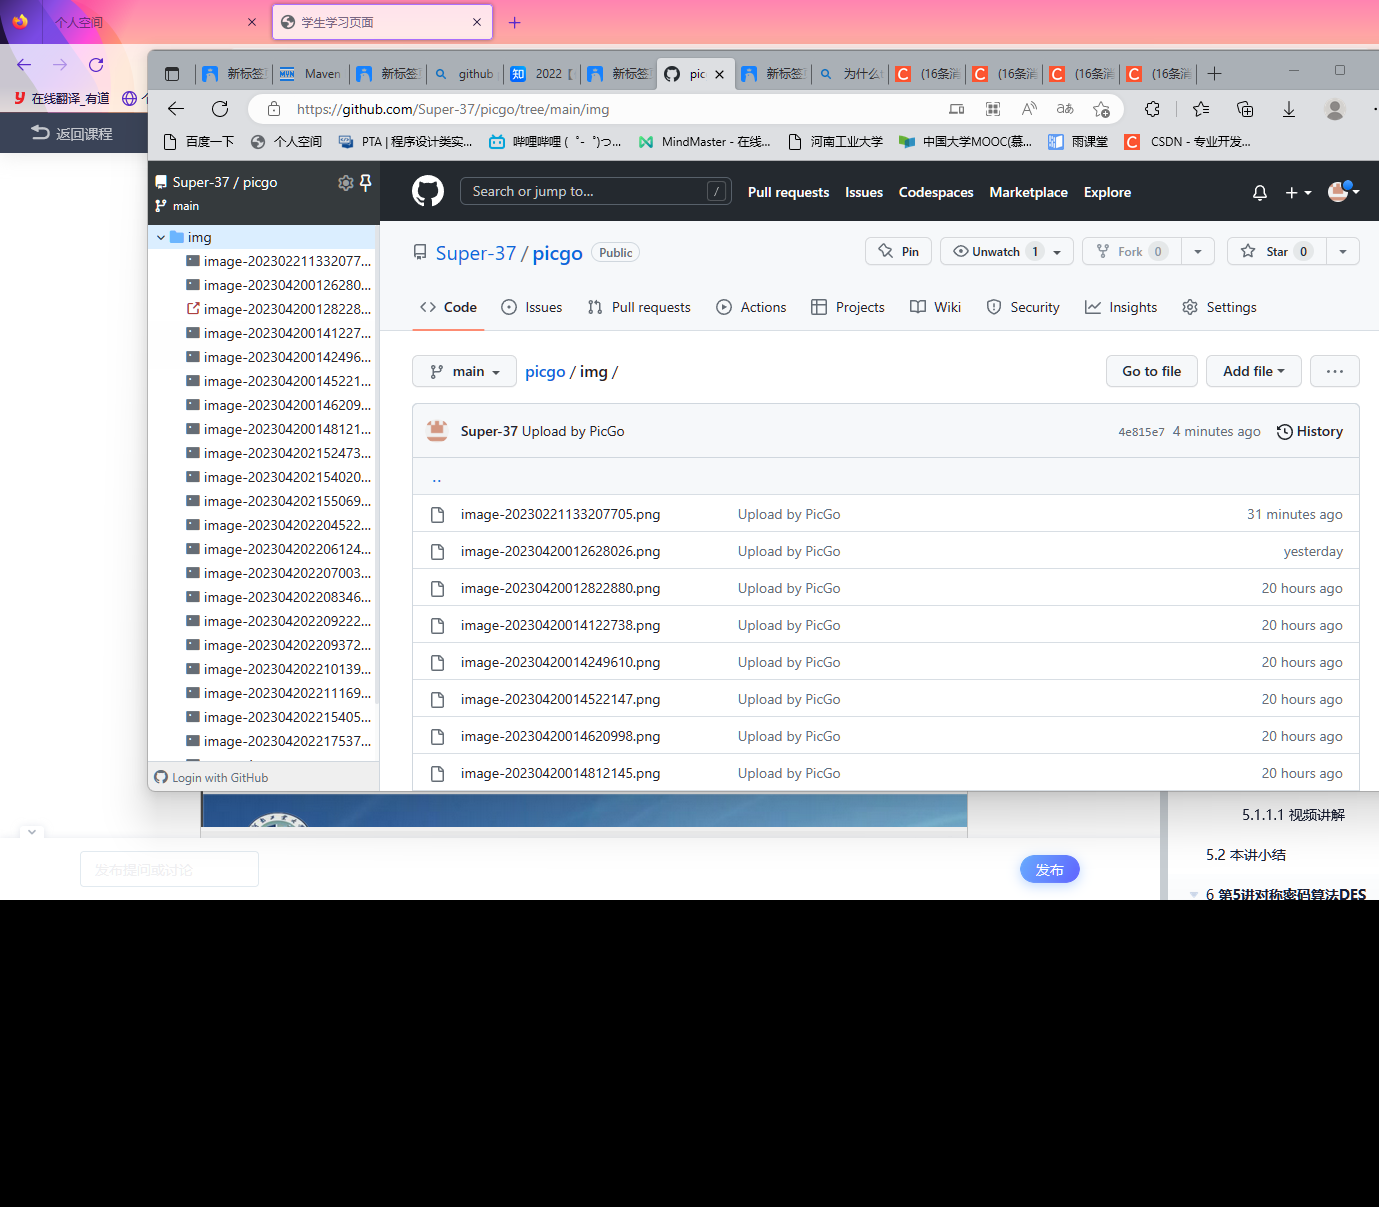 个人空间
学生学习页面
在线翻译_有道
返回课程
新标签
Maven
新标签
github
2022【
新标签
pic
新标签
为什么
(16条消
(16条消
(16条消
(16条消
https://github.com/Super-37/picgo/tree/main/img
百度一下
个人空间
PTA | 程序设计类实...
哔哩哔哩 (゜-゜)つ...
MindMaster - 在线...
河南工业大学
中国大学MOOC(慕...
雨课堂
CSDN - 专业开发...
Super-37 / picgo
main
img
image-202302211332077...
image-202304200126280...
image-202304200128228...
image-202304200141227...
image-202304200142496...
image-202304200145221...
image-202304200146209...
image-202304200148121...
image-202304202152473...
image-202304202154020...
image-202304202155069...
image-202304202204522...
image-202304202206124...
image-202304202207003...
image-202304202208346...
image-202304202209222...
image-202304202209372...
image-202304202210139...
image-202304202211169...
image-202304202215405...
image-202304202217537...
Login with GitHub
Search or jump to... /
Pull requests
Issues
Codespaces
Marketplace
Explore
Super-37 / picgo Public
Pin
Unwatch 1
Fork 0
Star 0
Code
Issues
Pull requests
Actions
Projects
Wiki
Security
Insights
Settings
main
picgo / img /
Go to file
Add file
...
Super-37 Upload by PicGo 4e815e7 4 minutes ago History
..
image-20230221133207705.png Upload by PicGo 31 minutes ago
image-20230420012628026.png Upload by PicGo yesterday
image-20230420012822880.png Upload by PicGo 20 hours ago
image-20230420014122738.png Upload by PicGo 20 hours ago
image-20230420014249610.png Upload by PicGo 20 hours ago
image-20230420014522147.png Upload by PicGo 20 hours ago
image-20230420014620998.png Upload by PicGo 20 hours ago
image-20230420014812145.png Upload by PicGo 20 hours ago
5.1.1.1 视频讲解
5.2 本讲小结
6 第5讲对称密码算法DES
发布提问或讨论
发布